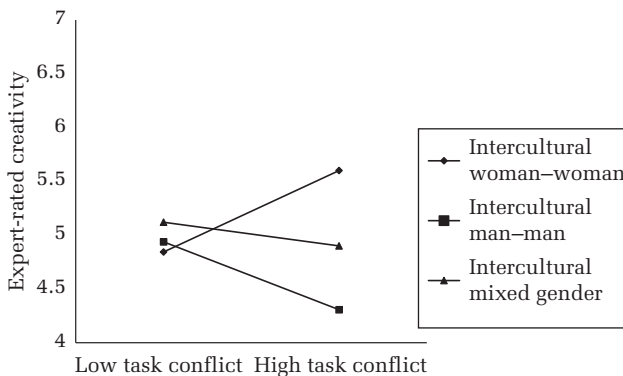 7
6.5
6
5.5
5
4.5
4
Expert-rated creativity
Low task conflict High task conflict
Intercultural
woman–woman
Intercultural
man–man
Intercultural
mixed gender